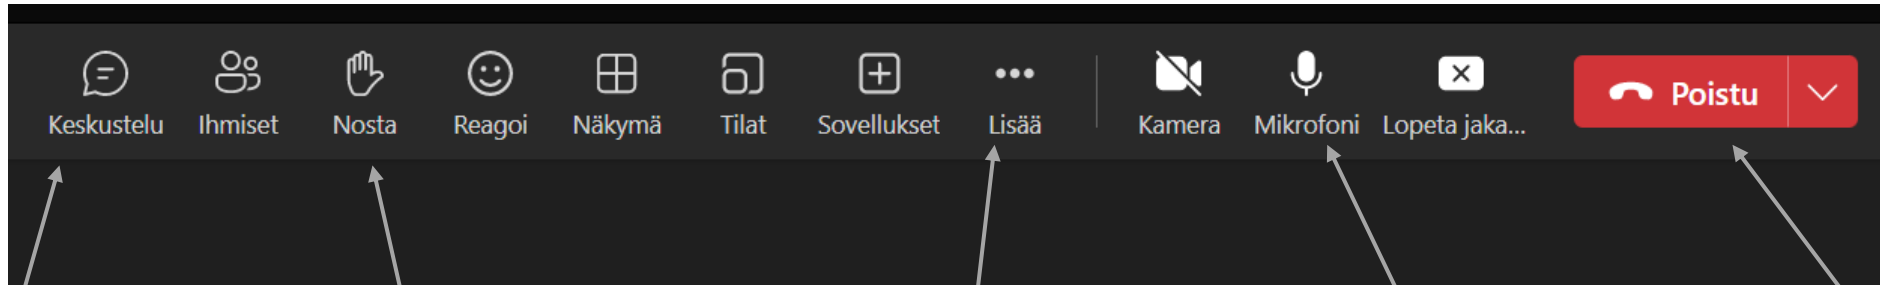 Keskustelu Ihmiset Nosta Reagoi Näkymä Tilat Sovellukset Lisää Kamera Mikrofoni Lopeta jaka... Poistu